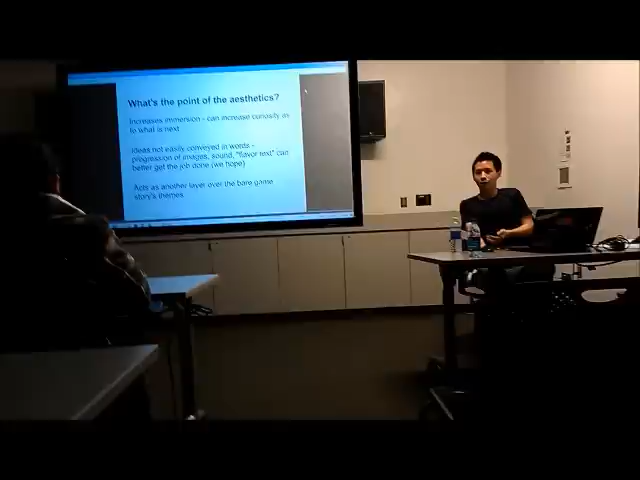 What's the point of the aesthetics?
Increases immersion - can increase curiosity as
to what is next
Ideas not easily conveyed in words -
progression of images, sound, "flavor text" can
better get the job done (we hope)
Acts as another layer over the bare game
story's themes